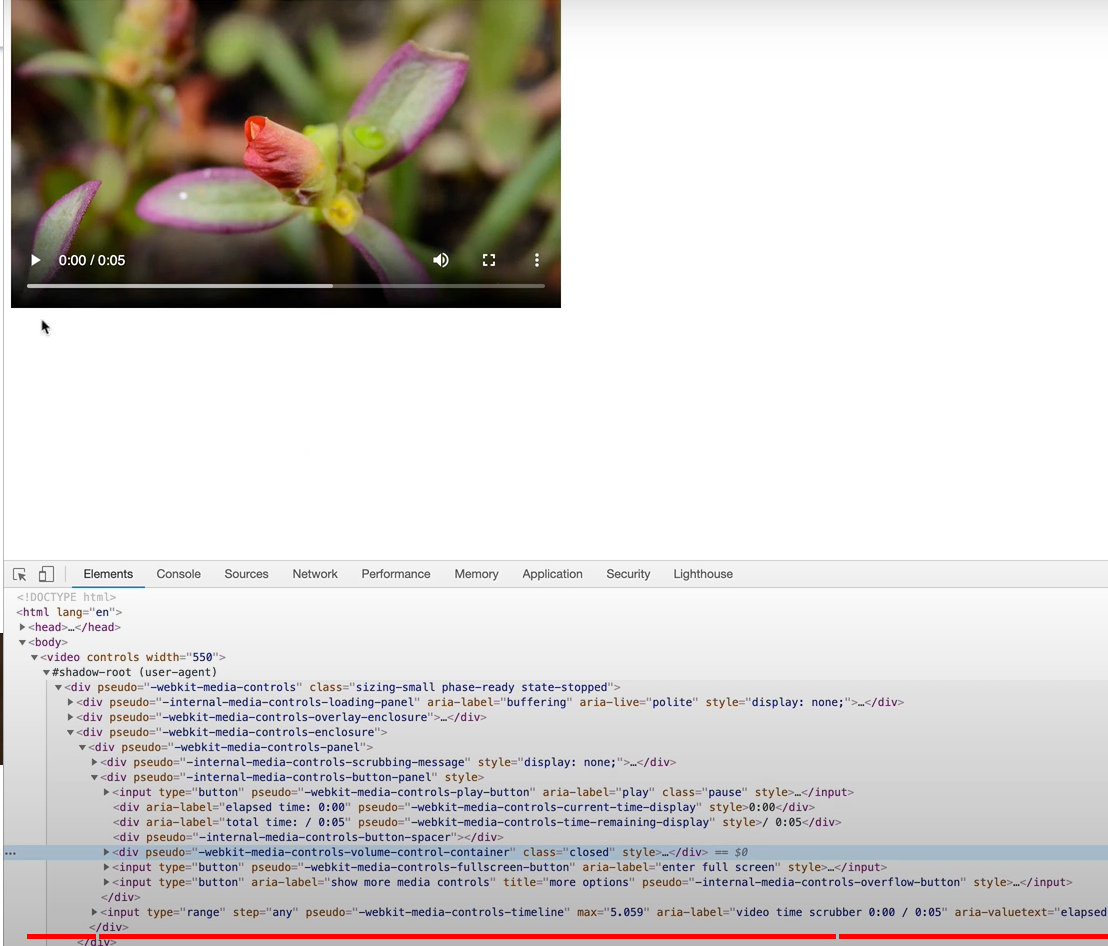 0:00 / 0:05
Elements Console Sources Network Performance Memory Application Security Lighthouse
<!DOCTYPE html>
<html lang="en">
▶<head>…</head>
▼<body>
▼<video controls width="550">
▼#shadow-root (user-agent)
▼<div pseudo="-webkit-media-controls" class="sizing-small phase-ready state-stopped">
▶<div pseudo="-internal-media-controls-loading-panel" aria-label="buffering" aria-live="polite" style="display: none;">…</div>
▶<div pseudo="-webkit-media-controls-overlay-enclosure">…</div>
▼<div pseudo="-webkit-media-controls-enclosure">
▼<div pseudo="-webkit-media-controls-panel">
▶<div pseudo="-internal-media-controls-scrubbing-message" style="display: none;">…</div>
▼<div pseudo="-internal-media-controls-button-panel" style>
▶<input type="button" pseudo="-webkit-media-controls-play-button" aria-label="play" class="pause" style>…</input>
<div aria-label="elapsed time: 0:00" pseudo="-webkit-media-controls-current-time-display" style>0:00</div>
<div aria-label="total time: / 0:05" pseudo="-webkit-media-controls-time-remaining-display" style>/ 0:05</div>
<div pseudo="-internal-media-controls-button-spacer"></div>
…▶<div pseudo="-webkit-media-controls-volume-control-container" class="closed" style>…</div> == $0
▶<input type="button" pseudo="-webkit-media-controls-fullscreen-button" aria-label="enter full screen" style>…</input>
▶<input type="button" aria-label="show more media controls" title="more options" pseudo="-internal-media-controls-overflow-button" style>…</input>
</div>
▶<input type="range" step="any" pseudo="-webkit-media-controls-timeline" max="5.059" aria-label="video time scrubber 0:00 / 0:05" aria-valuetext="elapsed
</div>
</div>